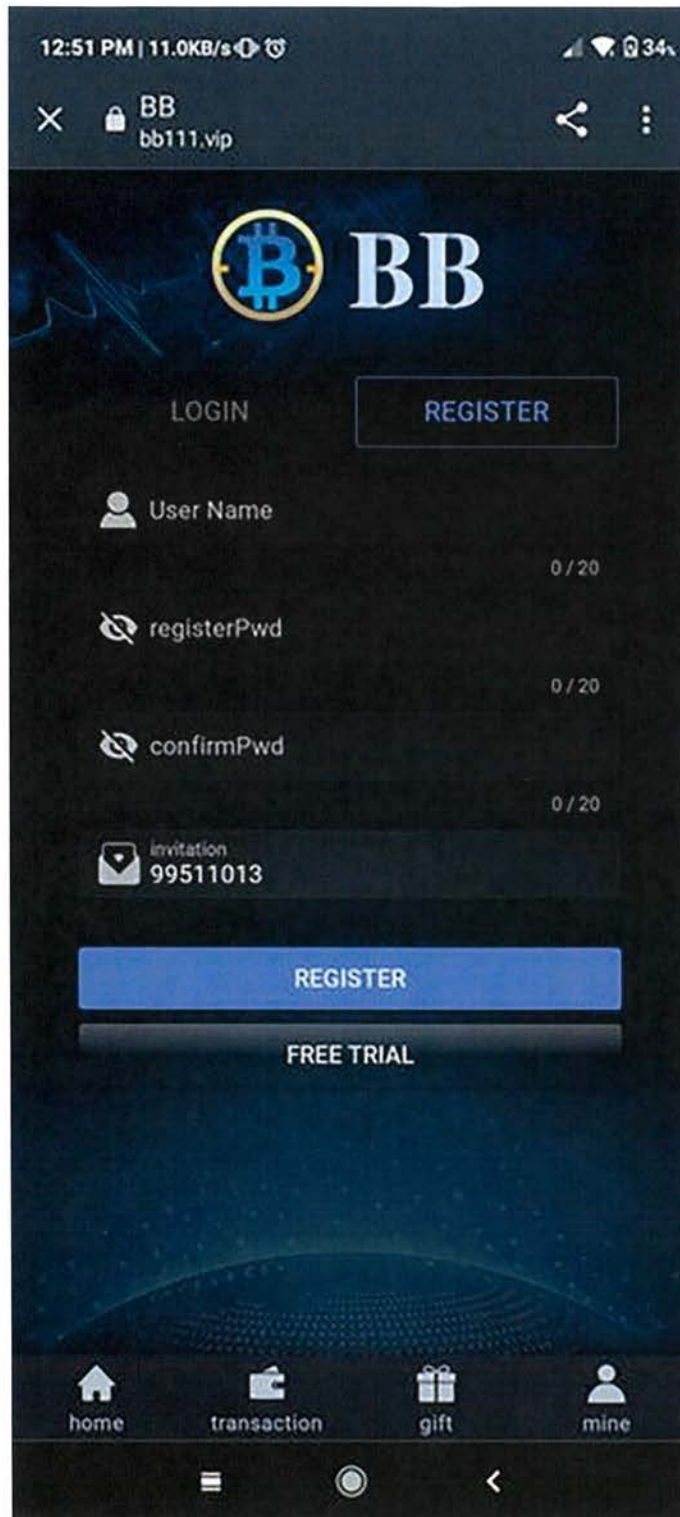 12:51 PM | 11.0KB/s
34%
BB
bb111.vip
BB
LOGIN
REGISTER
User Name
0 / 20
registerPwd
0 / 20
confirmPwd
0 / 20
invitation
99511013
REGISTER
FREE TRIAL
home
transaction
gift
mine